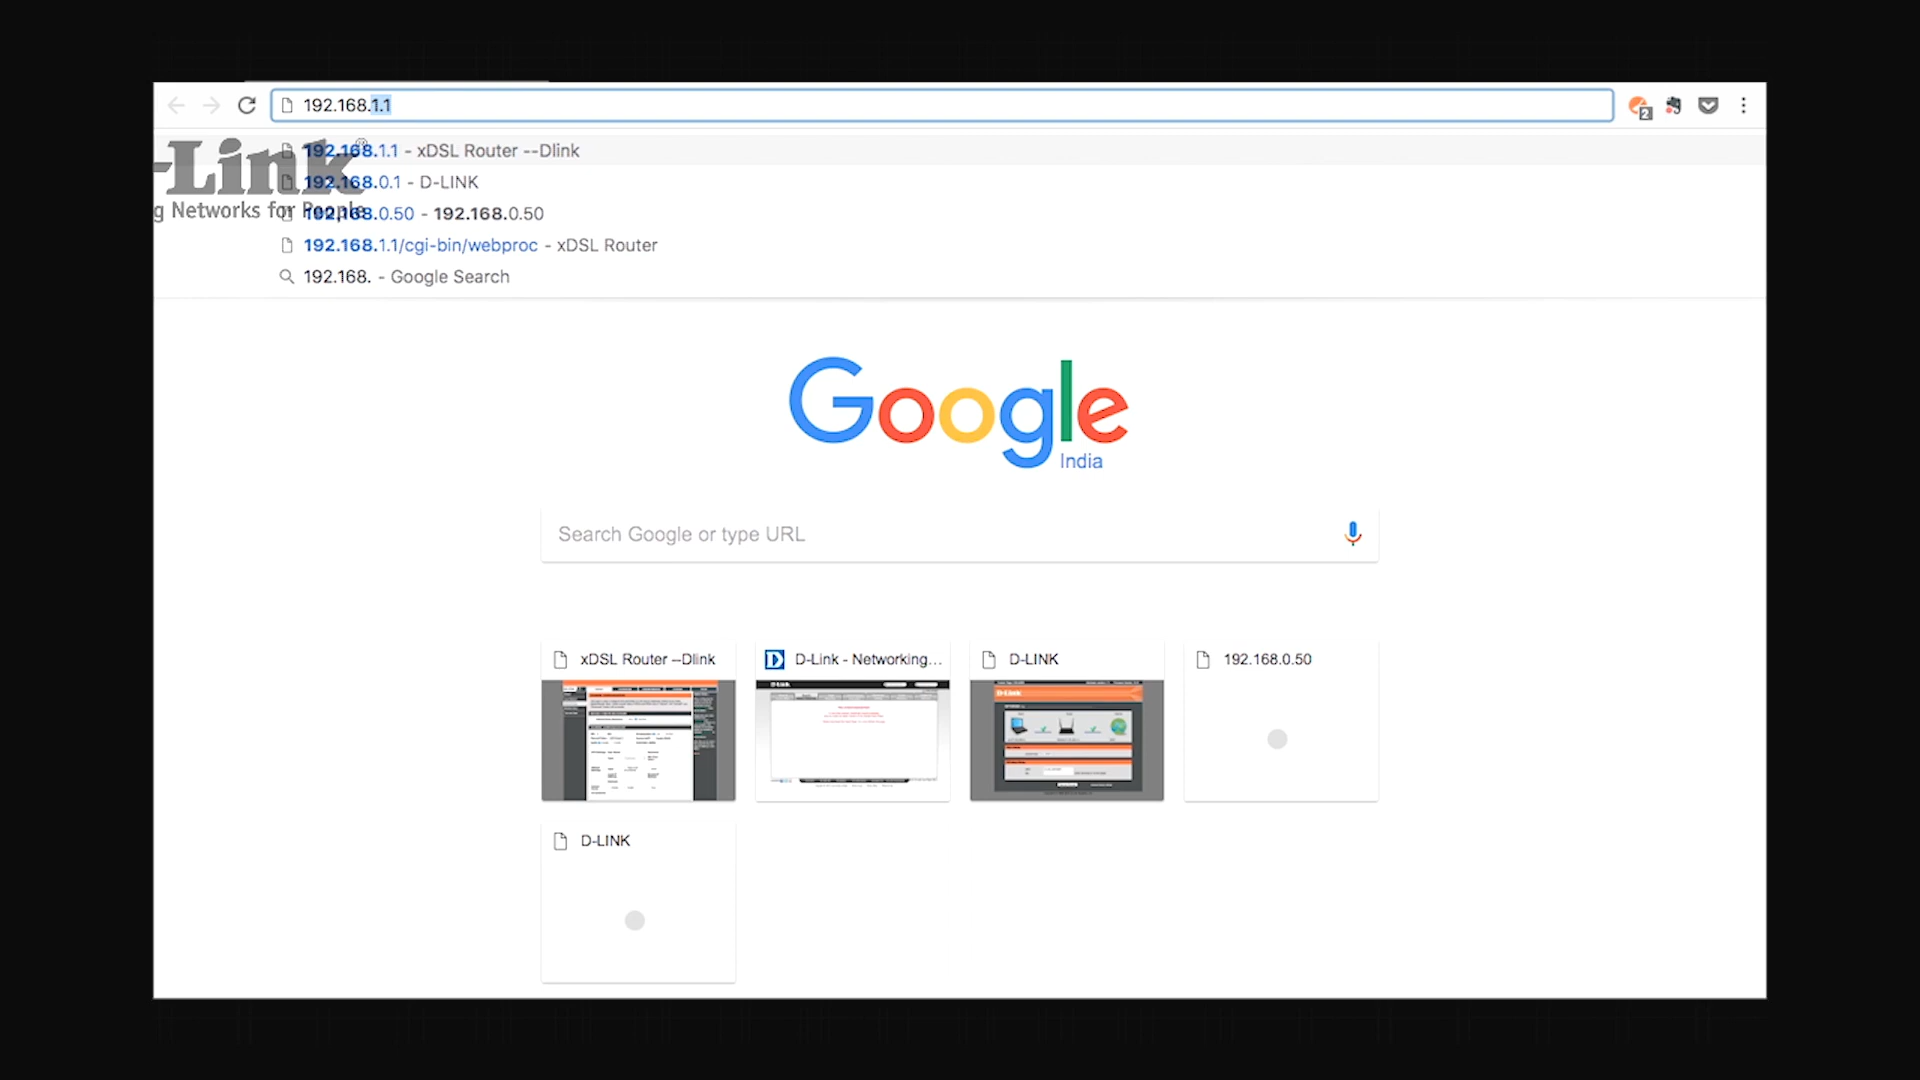 192.168.1.1
2
-Link®
g Networks for People
192.168.1.1 - xDSL Router --Dlink
192.168.0.1 - D-LINK
192.168.0.50 - 192.168.0.50
192.168.1.1/cgi-bin/webproc - xDSL Router
192.168. - Google Search
Google
India
Search Google or type URL
xDSL Router --Dlink
D D-Link - Networking...
D-LINK
192.168.0.50
D-Link
D-Link
D-LINK